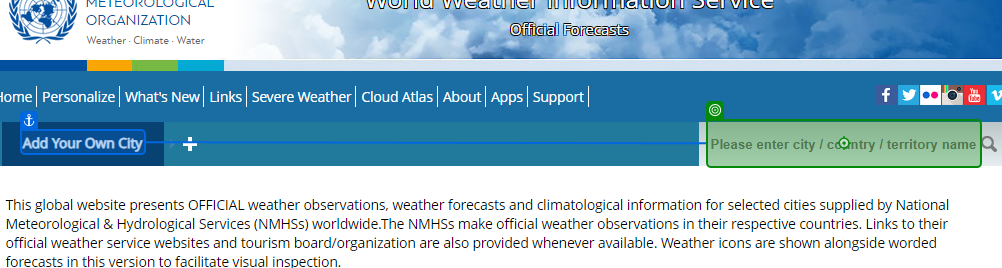 METEOROLOGICAL
ORGANIZATION
Weather · Climate · Water
World Weather Information Service
Official Forecasts
Home Personalize What's New Links Severe Weather Cloud Atlas About Apps Support
Add Your Own City
Please enter city / country / territory name
This global website presents OFFICIAL weather observations, weather forecasts and climatological information for selected cities supplied by National
Meteorological & Hydrological Services (NMHSs) worldwide.The NMHSs make official weather observations in their respective countries. Links to their
official weather service websites and tourism board/organization are also provided whenever available. Weather icons are shown alongside worded
forecasts in this version to facilitate visual inspection.